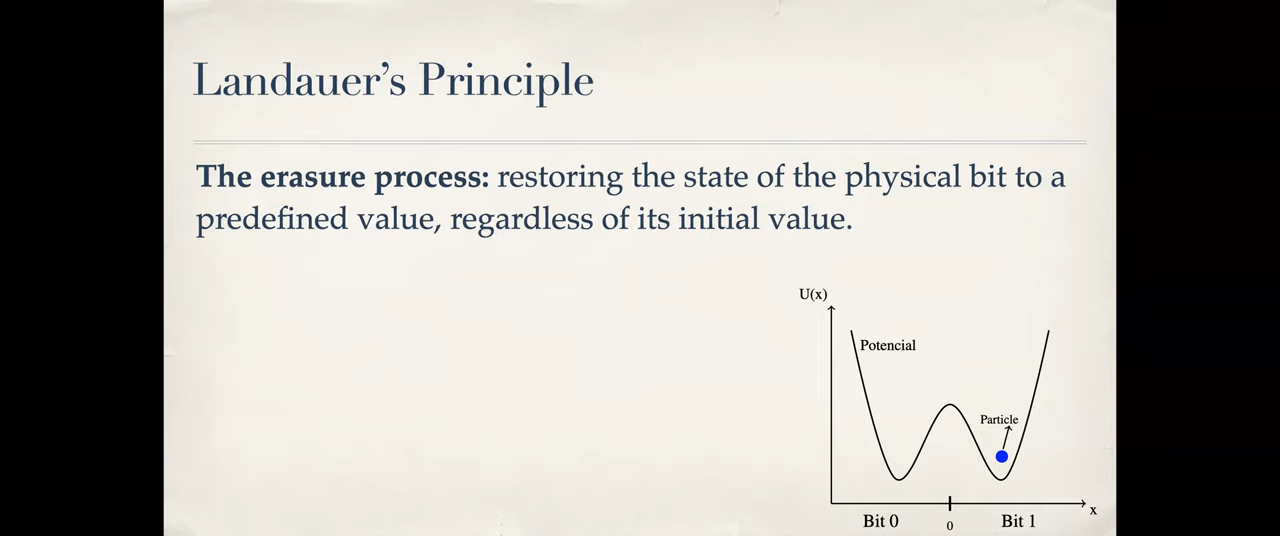 Landauer’s Principle
The erasure process: restoring the state of the physical bit to a
predefined value, regardless of its initial value.
U(x)
Potencial
Particle
x
Bit 0
0
Bit 1